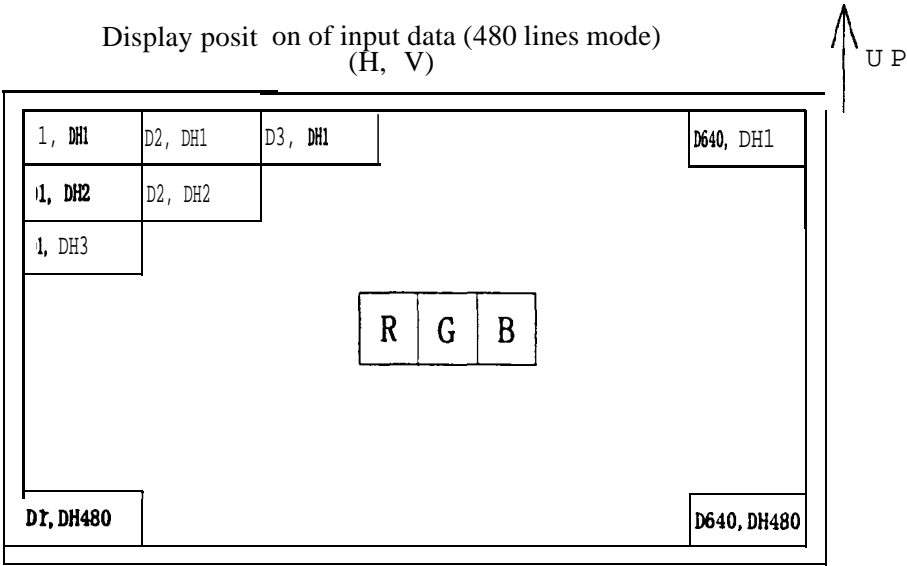 Display posit on of input data (480 lines mode)
(H, V)
U P
1, DH1 D2, DH1 D3, DH1 D640, DH1
1, DH2 D2, DH2
1, DH3
R G B
D1, DH480 D640, DH480